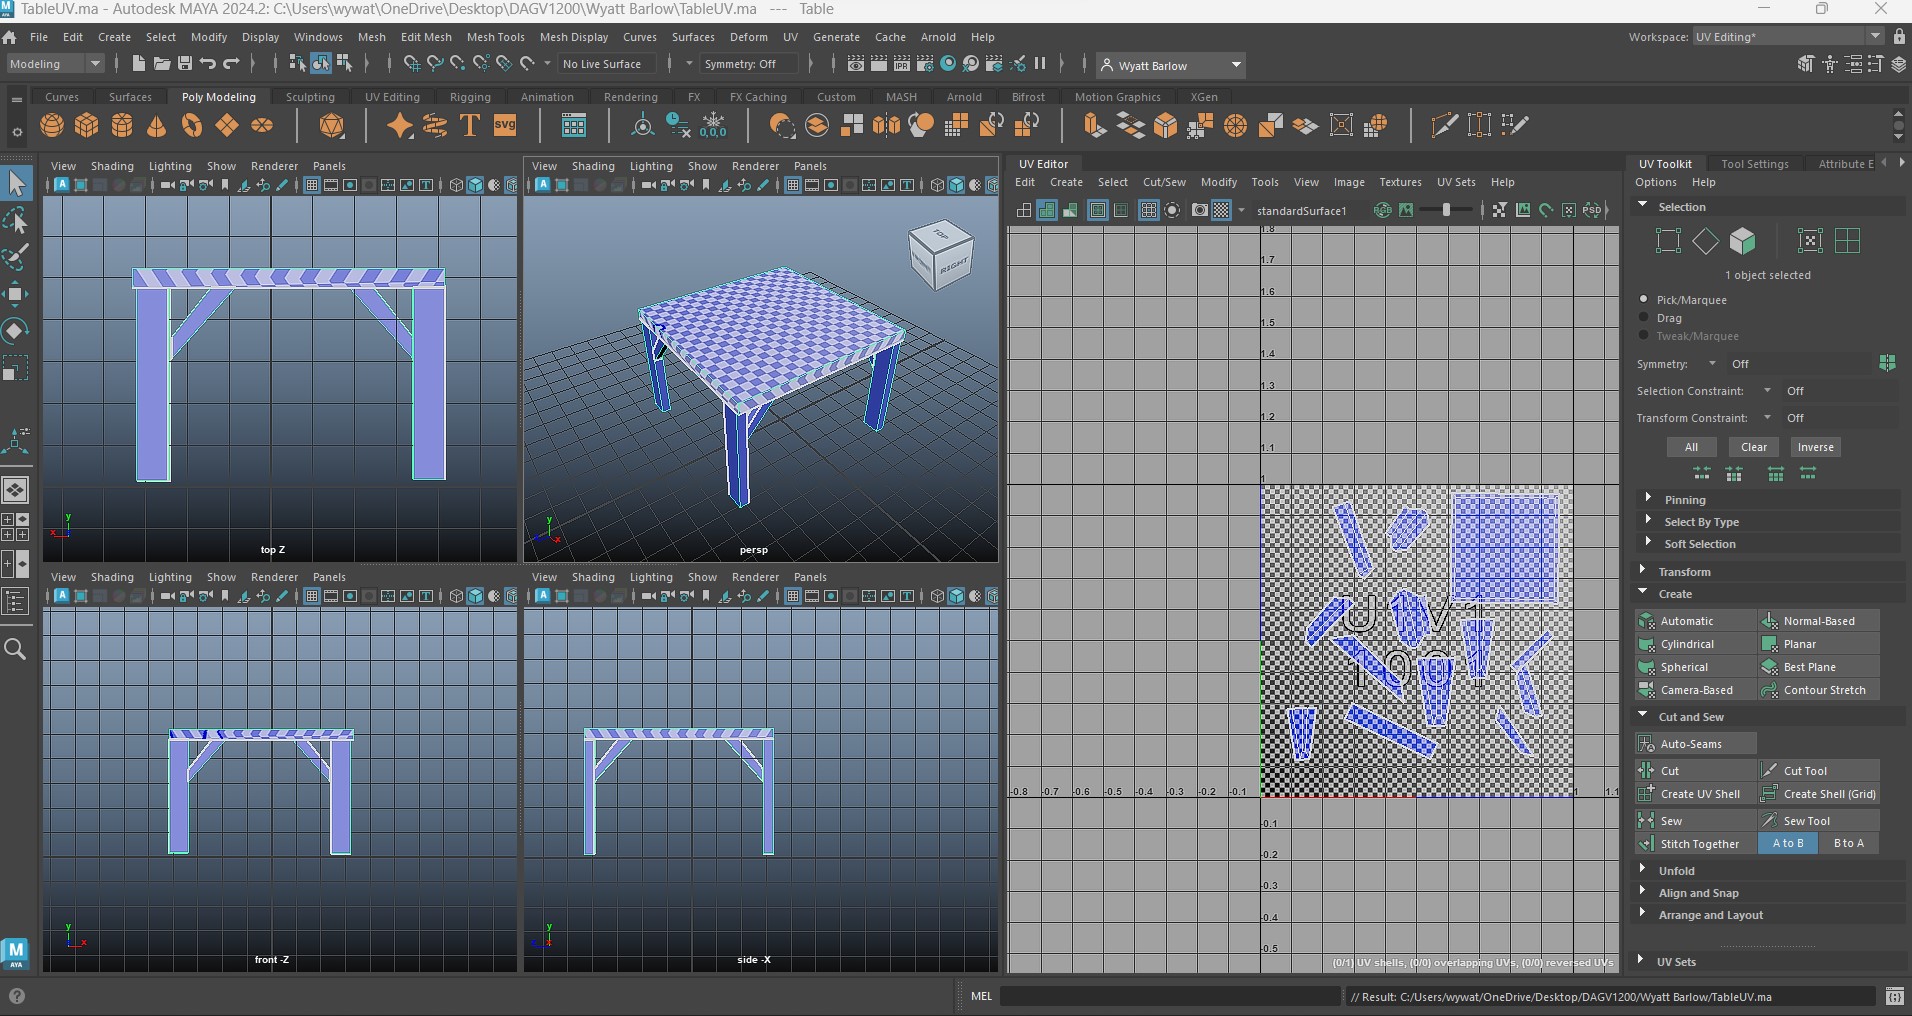 TableUV.ma - Autodesk MAYA 2024.2: C:\Users\wywat\OneDrive\Desktop\DAGV1200\Wyatt Barlow\TableUV.ma --- Table
File Edit Create Select Modify Display Windows Mesh Edit Mesh Mesh Tools Mesh Display Curves Surfaces Deform UV Generate Cache Arnold Help
Workspace: UV Editing*
Modeling
No Live Surface
Symmetry: Off
IPR
Wyatt Barlow
Curves Surfaces Poly Modeling Sculpting UV Editing Rigging Animation Rendering FX FX Caching Custom MASH Arnold Bifrost Motion Graphics XGen
T svg 0,0,0
View Shading Lighting Show Renderer Panels
View Shading Lighting Show Renderer Panels
UV Editor
Edit Create Select Cut/Sew Modify Tools View Image Textures UV Sets Help
standardSurface1
RGB
PSD
UV Toolkit Tool Settings Attribute E
Options Help
Selection
1 object selected
Pick/Marquee
Drag
Tweak/Marquee
Symmetry: Off
Selection Constraint: Off
Transform Constraint: Off
All Clear Inverse
Pinning
Select By Type
Soft Selection
Transform
Create
Automatic Normal-Based
Cylindrical Planar
Spherical Best Plane
Camera-Based Contour Stretch
Cut and Sew
Auto-Seams
Cut Cut Tool
Create UV Shell Create Shell (Grid)
Sew Sew Tool
Stitch Together A to B B to A
Unfold
Align and Snap
Arrange and Layout
UV Sets
TOP
RIGHT
top Z
persp
View Shading Lighting Show Renderer Panels
View Shading Lighting Show Renderer Panels
front -Z
side -X
1.8
1.7
1.6
1.5
1.4
1.3
1.2
1.1
1
U1 V1
1001
-0.8 -0.7 -0.6 -0.5 -0.4 -0.3 -0.2 -0.1 1 1.1
-0.1
-0.2
-0.3
-0.4
-0.5
(0/1) UV shells, (0/0) overlapping UVs, (0/0) reversed UVs
M
AYA
MEL
// Result: C:/Users/wywat/OneDrive/Desktop/DAGV1200/Wyatt Barlow/TableUV.ma